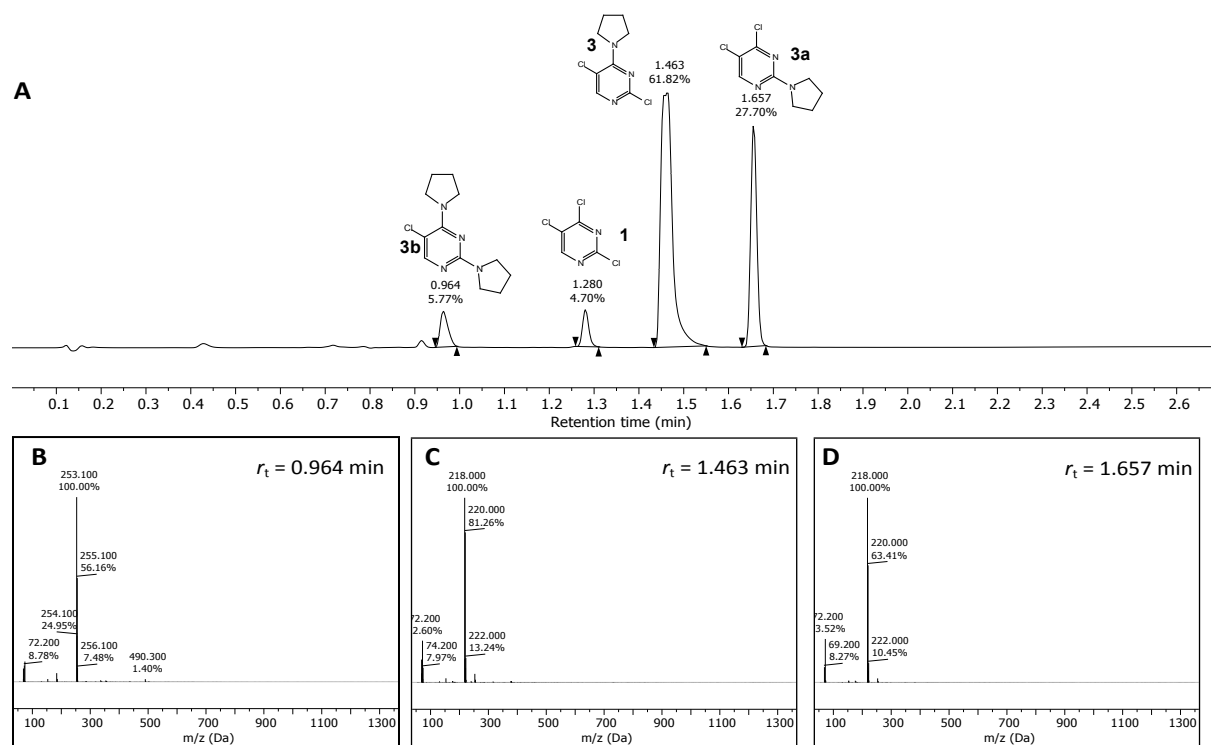 A
3
N
Cl
N
N
Cl
1.463
61.82%
Cl
Cl
3a
N
N
N
1.657
27.70%
N
Cl
3b
N
N
N
0.964
5.77%
Cl
Cl
1
N
N
Cl
1.280
4.70%
0.1 0.2 0.3 0.4 0.5 0.6 0.7 0.8 0.9 1.0 1.1 1.2 1.3 1.4 1.5 1.6 1.7 1.8 1.9 2.0 2.1 2.2 2.3 2.4 2.5 2.6
Retention time (min)
B
rt = 0.964 min
253.100
100.00%
255.100
56.16%
254.100
24.95%
72.200
8.78%
256.100
7.48%
490.300
1.40%
100 300 500 700 900 1100 1300
m/z (Da)
C
rt = 1.463 min
218.000
100.00%
220.000
81.26%
72.200
2.60%
74.200
7.97%
222.000
13.24%
100 300 500 700 900 1100 1300
m/z (Da)
D
rt = 1.657 min
218.000
100.00%
220.000
63.41%
72.200
3.52%
69.200
8.27%
222.000
10.45%
100 300 500 700 900 1100 1300
m/z (Da)